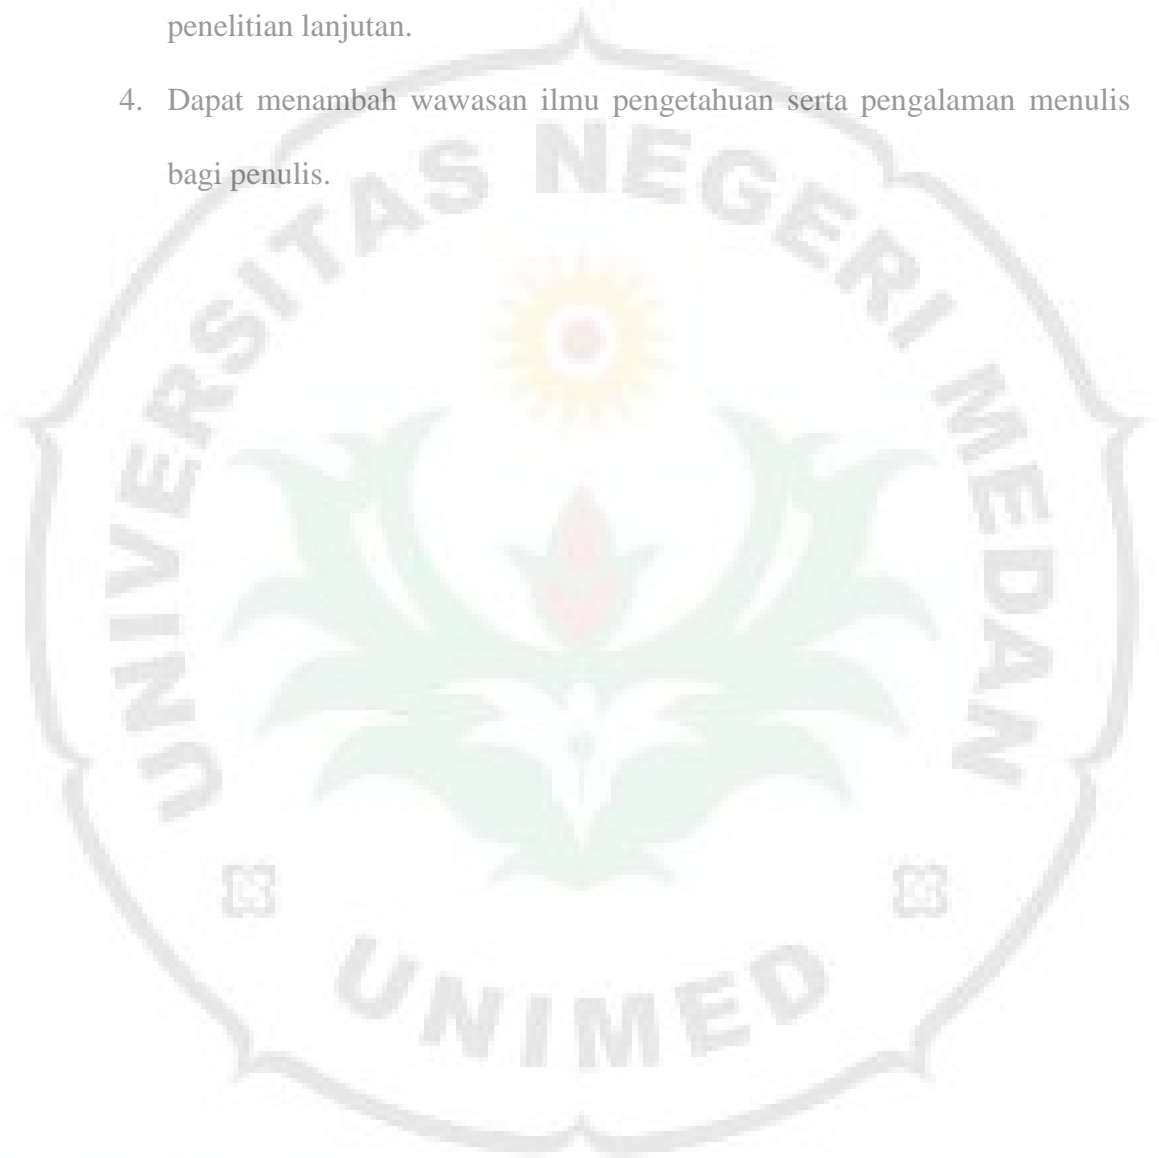 penelitian lanjutan.
4. Dapat menambah wawasan ilmu pengetahuan serta pengalaman menulis
bagi penulis.
UNIVERSITAS NEGERI MEDAN
UNIMED